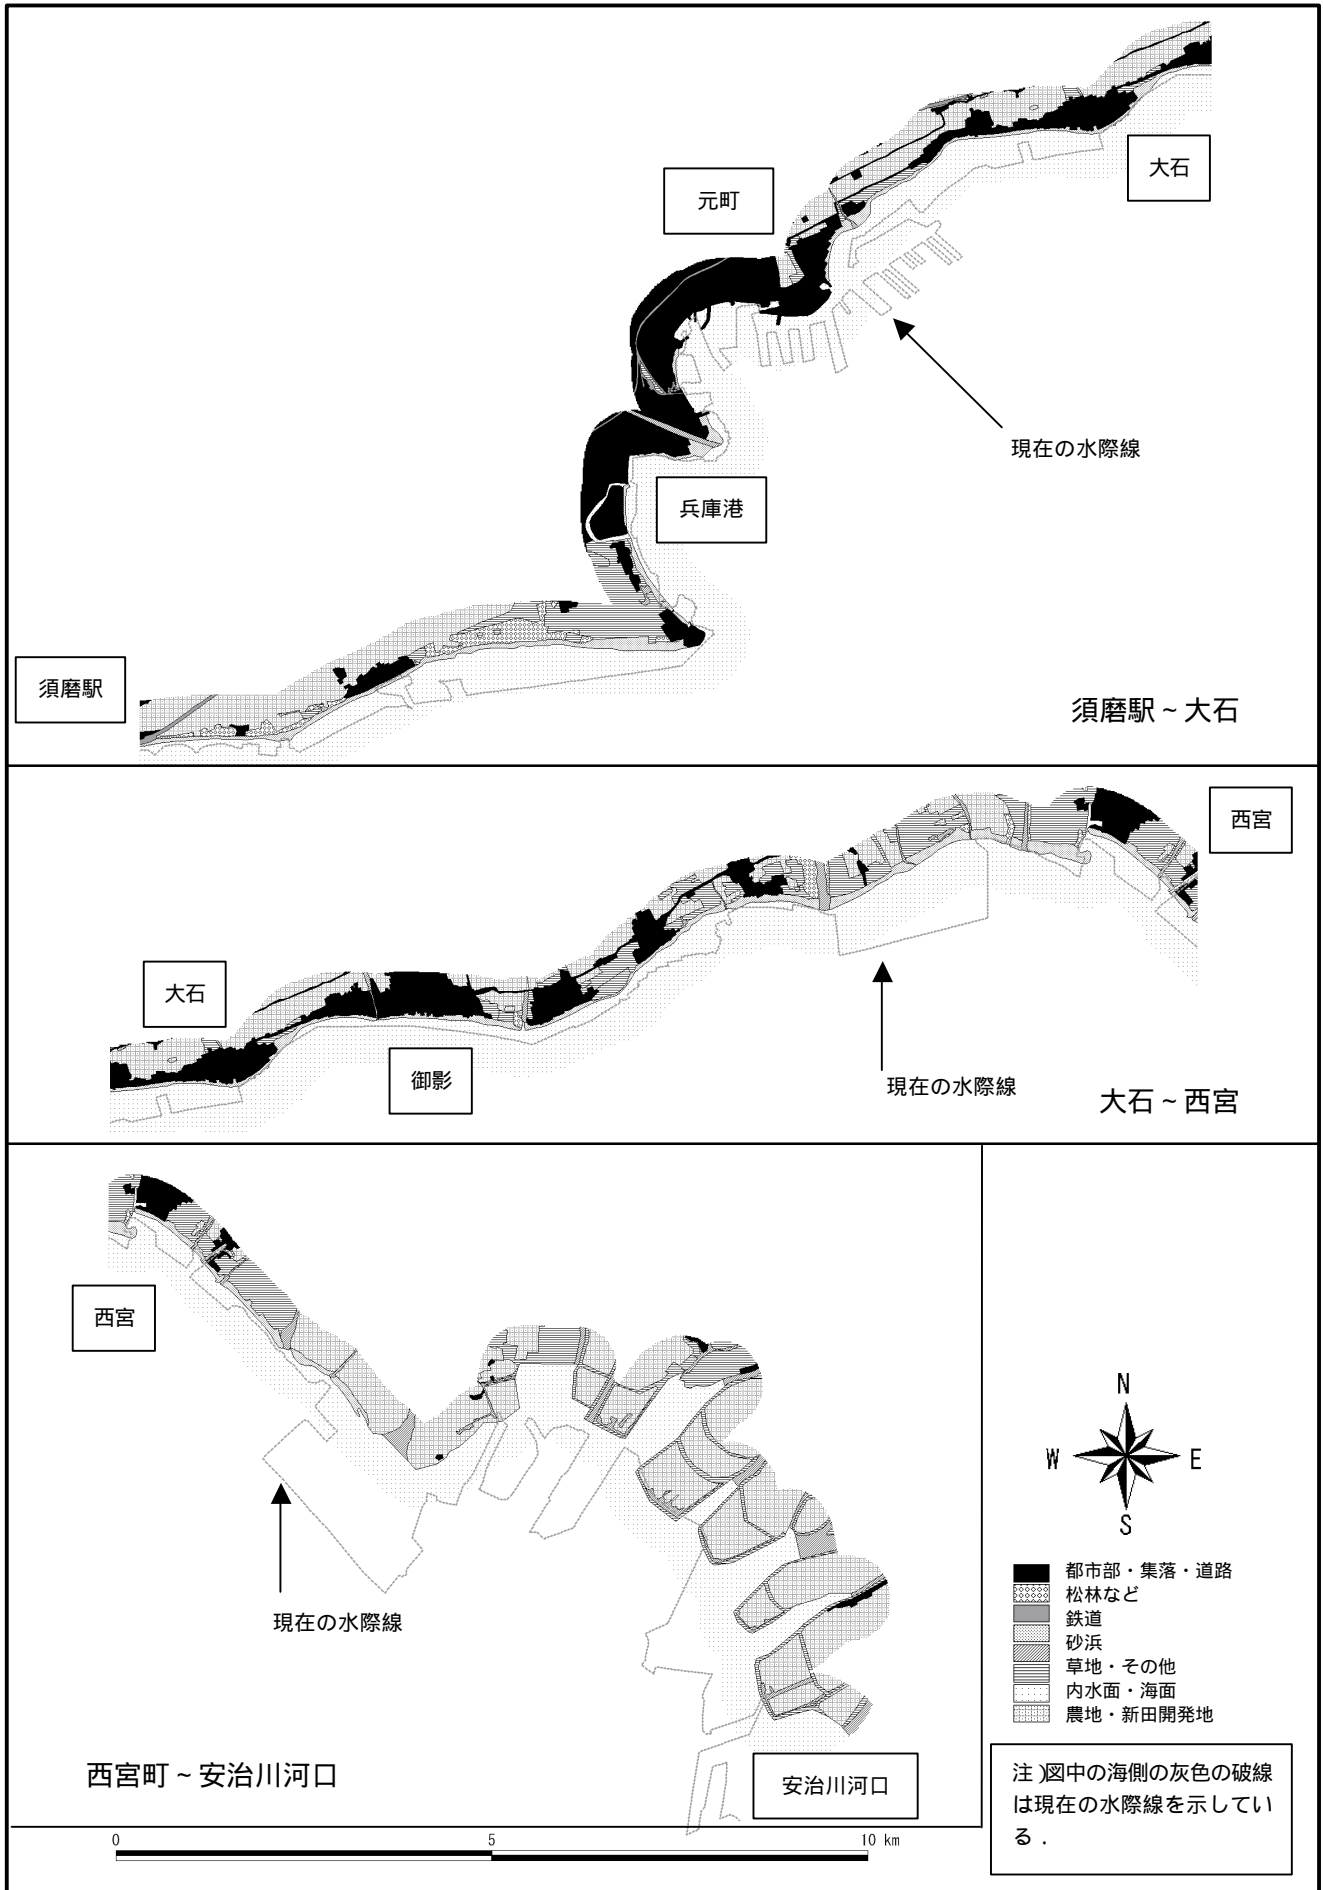 大石
元町
現在の水際線
兵庫港
須磨駅
須磨駅~大石
西宮
大石
御影
現在の水際線
大石~西宮
西宮
現在の水際線
西宮町~安治川河口
安治川河口
N
W
E
S
都市部・集落・道路
松林など
鉄道
砂浜
草地・その他
内水面・海面
農地・新田開発地
注)図中の海側の灰色の破線
は現在の水際線を示してい
る.
0 5 10 km